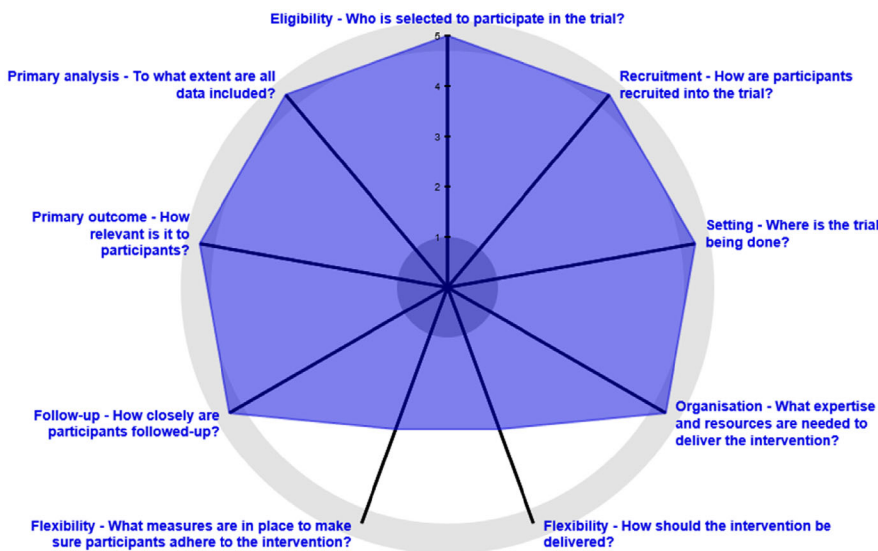 Eligibility - Who is selected to participate in the trial?
5
Primary analysis - To what extent are all
data included?
Recruitment - How are participants
recruited into the trial?
4
3
2
Primary outcome - How
relevant is it to
participants?
Setting - Where is the trial
being done?
1
Follow-up - How closely are
participants followed-up?
Organisation - What expertise
and resources are needed to
deliver the intervention?
Flexibility - What measures are in place to make
sure participants adhere to the intervention?
Flexibility - How should the intervention be
delivered?